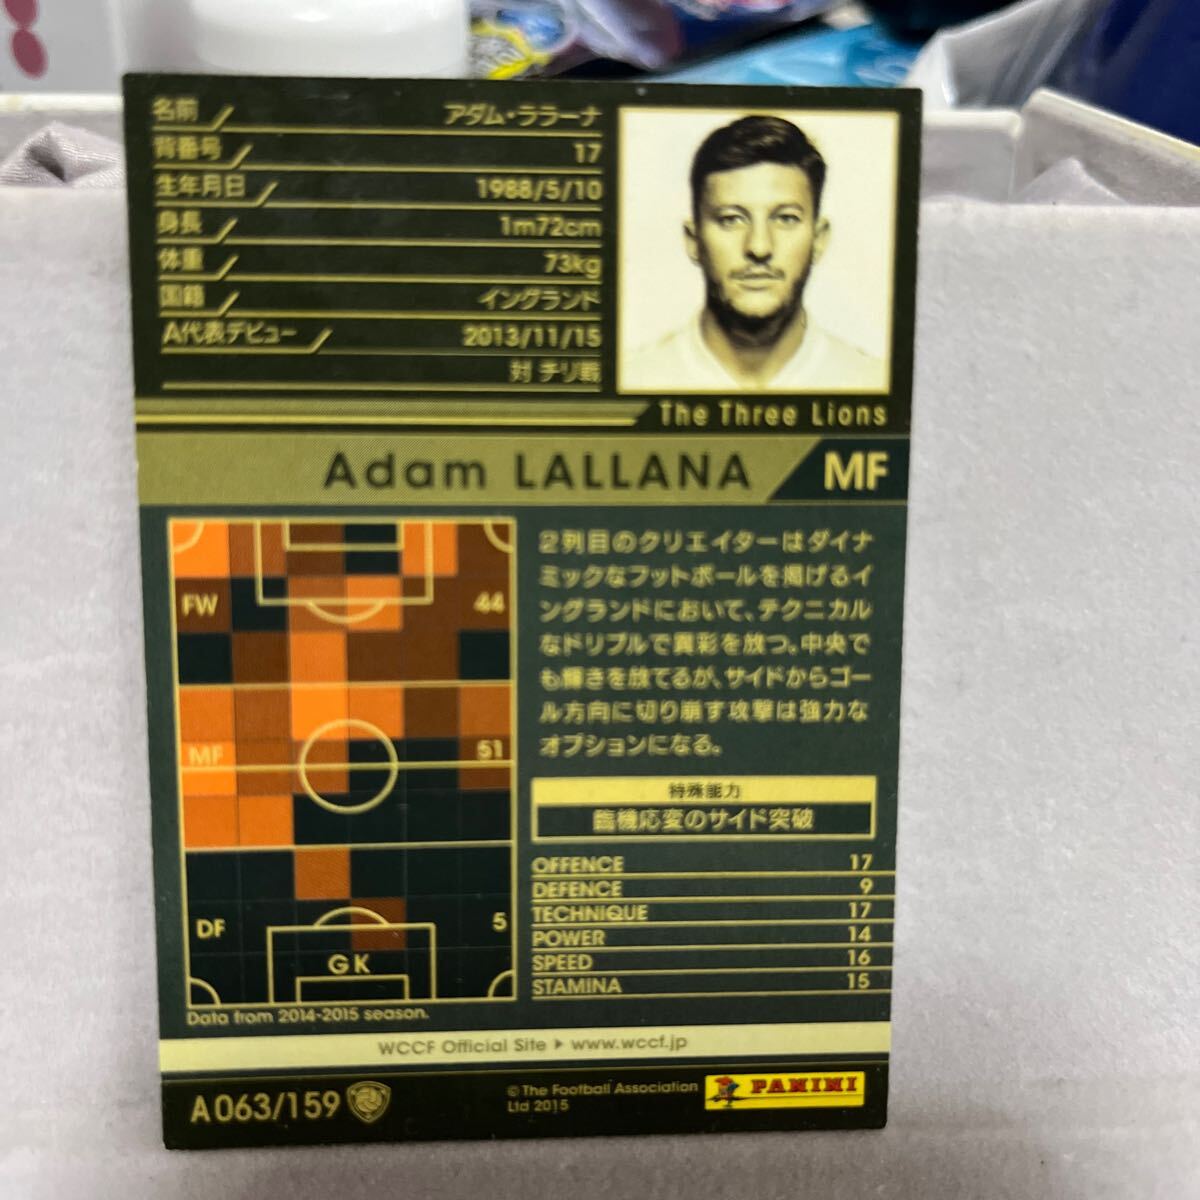 名前 アダム・ララーナ
背番号 17
生年月日 1988/5/10
身長 1m72cm
体重 73kg
国籍 イングランド
A代表デビュー 2013/11/15
対 チリ戦
The Three Lions
Adam LALLANA MF
FW 44
MF 51
DF 5
GK
Data from 2014-2015 season.
2列目のクリエイターはダイナ
ミックなフットボールを掲げるイ
ングランドにおいて、テクニカル
なドリブルで異彩を放つ。中央で
も輝きを放てるが、サイドからゴー
ル方向に切り崩す攻撃は強力な
オプションになる。
特殊能力
臨機応変のサイド突破
OFFENCE 17
DEFENCE 9
TECHNIQUE 17
POWER 14
SPEED 16
STAMINA 15
WCCF Official Site ▶ www.wccf.jp
A063/159
© The Football Association
Ltd 2015
PANINI